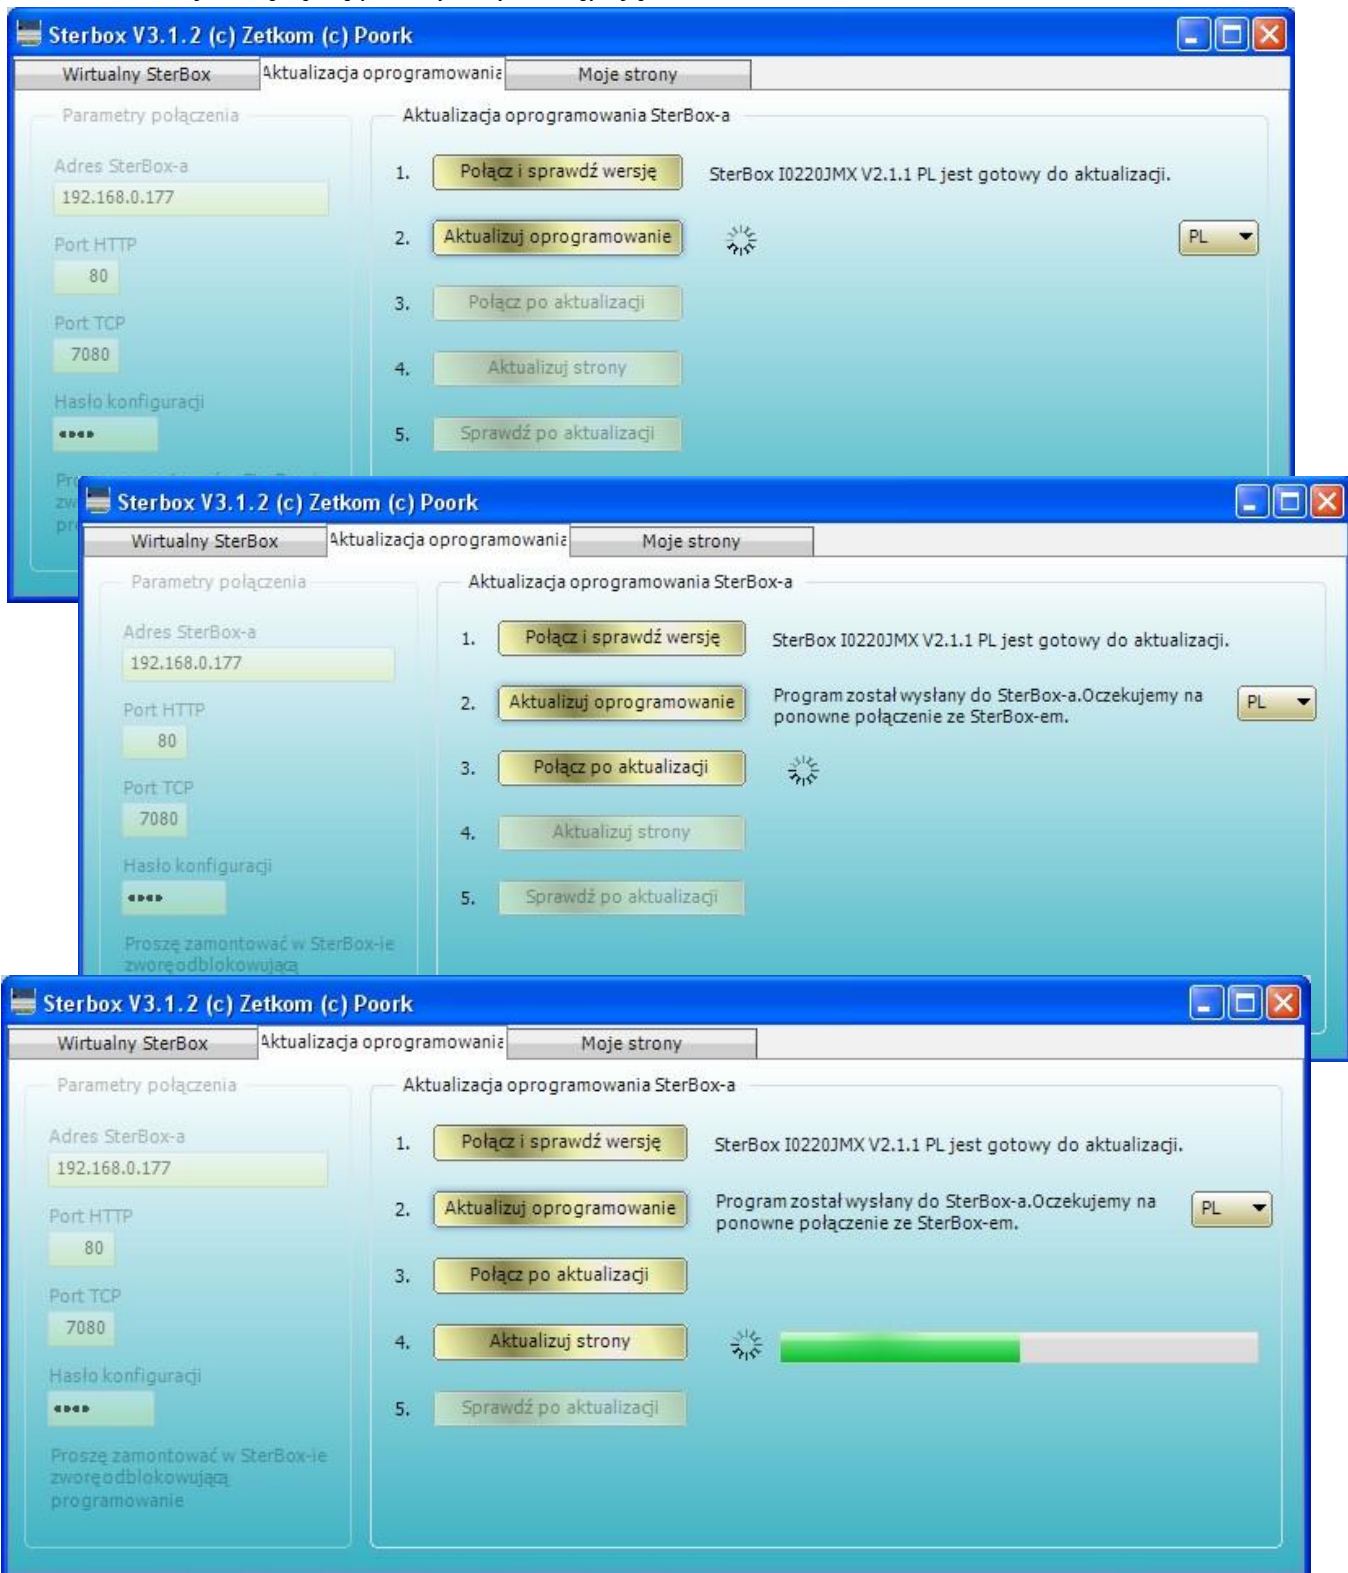 Sterbox V3.1.2 (c) Zetkom (c) Poork
Wirtualny SterBox
Aktualizacja oprogramowania
Moje strony
Parametry połączenia
Adres SterBox-a
192.168.0.177
Port HTTP
80
Port TCP
7080
Hasło konfiguracji
Aktualizacja oprogramowania SterBox-a
1. Połącz i sprawdź wersję SterBox I0220JMX V2.1.1 PL jest gotowy do aktualizacji.
2. Aktualizuj oprogramowanie PL
3. Połącz po aktualizacji
4. Aktualizuj strony
5. Sprawdź po aktualizacji
Sterbox V3.1.2 (c) Zetkom (c) Poork
Wirtualny SterBox
Aktualizacja oprogramowania
Moje strony
Parametry połączenia
Adres SterBox-a
192.168.0.177
Port HTTP
80
Port TCP
7080
Hasło konfiguracji
Proszę zamontować w SterBox-ie
zworę odblokowującą
Aktualizacja oprogramowania SterBox-a
1. Połącz i sprawdź wersję SterBox I0220JMX V2.1.1 PL jest gotowy do aktualizacji.
2. Aktualizuj oprogramowanie Program został wysłany do SterBox-a.Oczekujemy na
ponowne połączenie ze SterBox-em.
PL
3. Połącz po aktualizacji
4. Aktualizuj strony
5. Sprawdź po aktualizacji
Sterbox V3.1.2 (c) Zetkom (c) Poork
Wirtualny SterBox
Aktualizacja oprogramowania
Moje strony
Parametry połączenia
Adres SterBox-a
192.168.0.177
Port HTTP
80
Port TCP
7080
Hasło konfiguracji
Proszę zamontować w SterBox-ie
zworę odblokowującą
programowanie
Aktualizacja oprogramowania SterBox-a
1. Połącz i sprawdź wersję SterBox I0220JMX V2.1.1 PL jest gotowy do aktualizacji.
2. Aktualizuj oprogramowanie Program został wysłany do SterBox-a.Oczekujemy na
ponowne połączenie ze SterBox-em.
PL
3. Połącz po aktualizacji
4. Aktualizuj strony
5. Sprawdź po aktualizacji